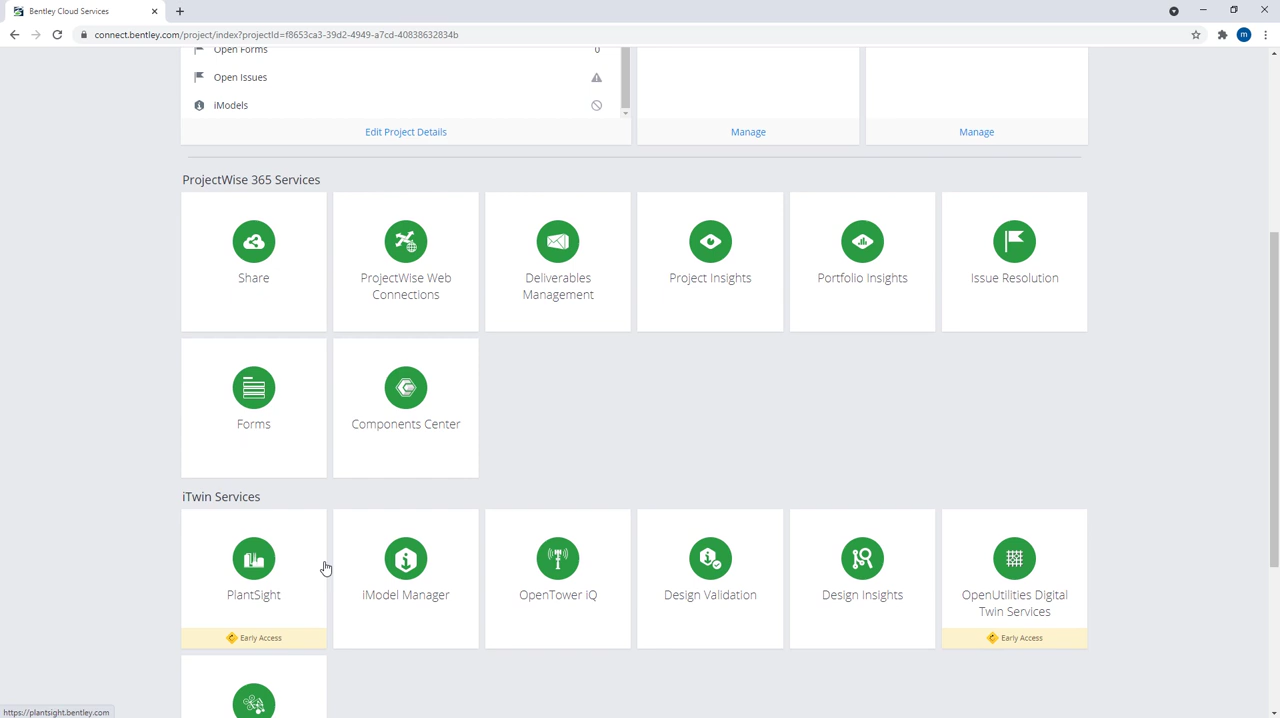 Bentley Cloud Services
connect.bentley.com/project/index?projectId=f8653ca3-39d2-4949-a7cd-40838632834b
m
Open Forms 0
Open Issues
iModels
Edit Project Details
Manage
Manage
ProjectWise 365 Services
Share
ProjectWise Web
Connections
Deliverables
Management
Project Insights
Portfolio Insights
Issue Resolution
Forms
Components Center
iTwin Services
PlantSight
Early Access
iModel Manager
OpenTower iQ
Design Validation
Design Insights
OpenUtilities Digital
Twin Services
Early Access
https://plantsight.bentley.com